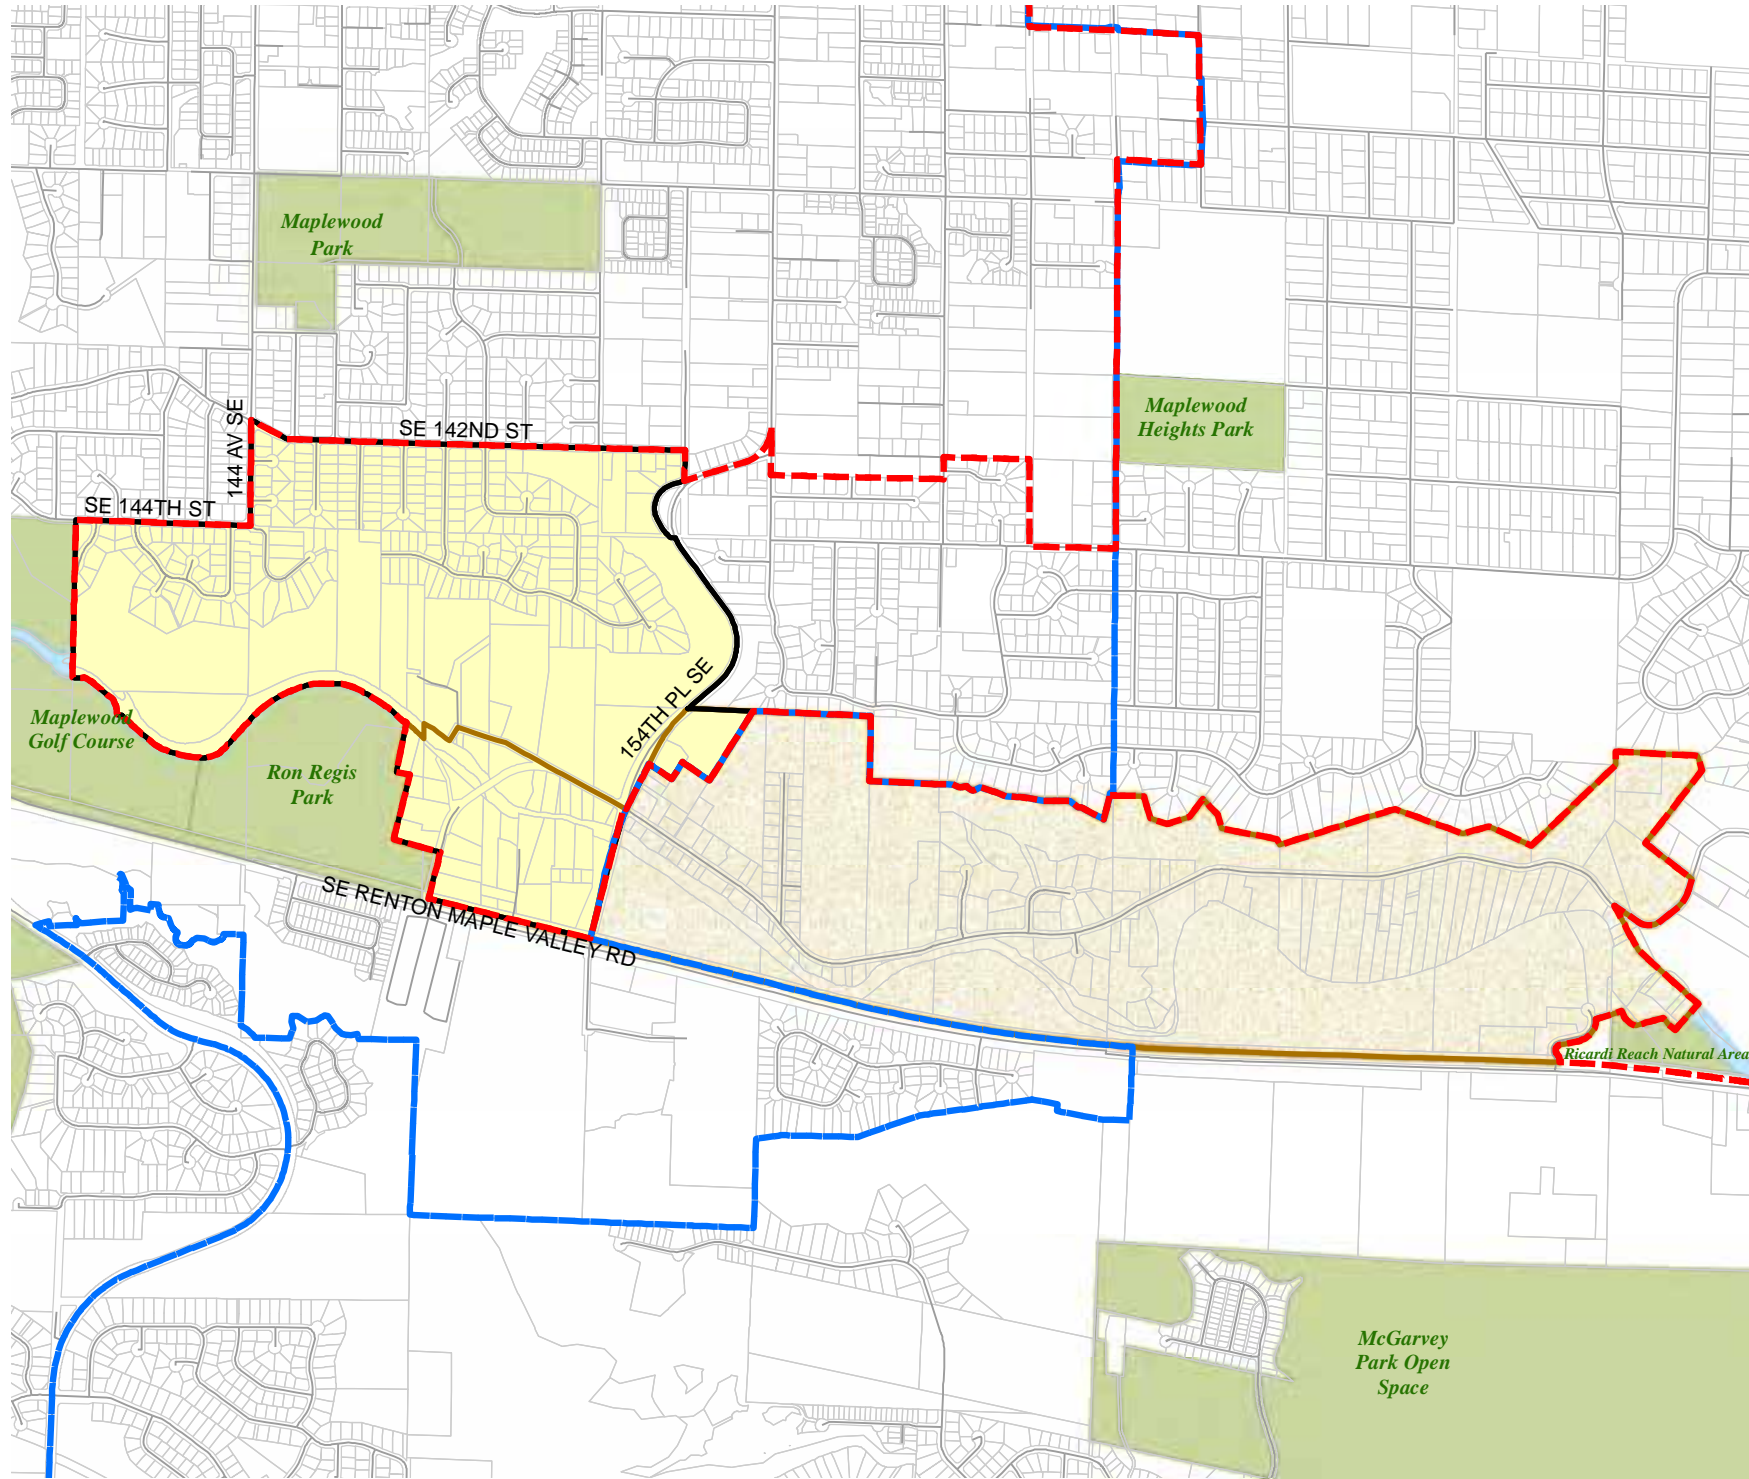 Maplewood
Park
Maplewood
Heights Park
144 AV SE
SE 142ND ST
SE 144TH ST
154TH PL SE
Maplewood
Golf Course
Ron Regis
Park
SE RENTON MAPLE VALLEY RD
Ricardi Reach Natural Area
McGarvey
Park Open
Space